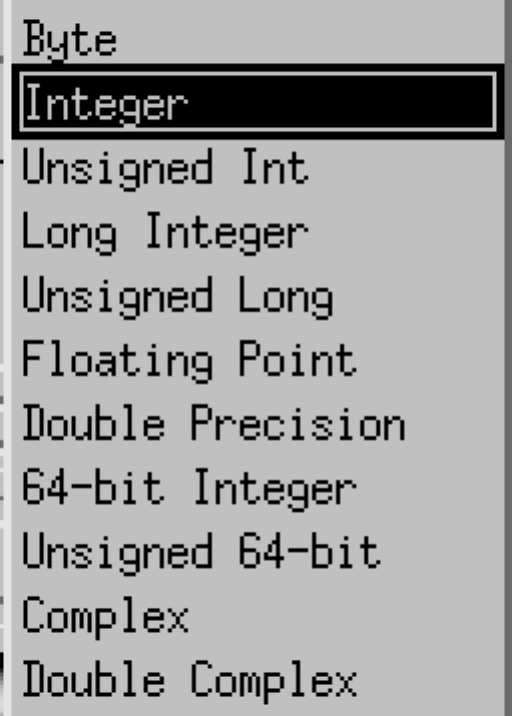 Byte
Integer
Unsigned Int
Long Integer
Unsigned Long
Floating Point
Double Precision
64-bit Integer
Unsigned 64-bit
Complex
Double Complex